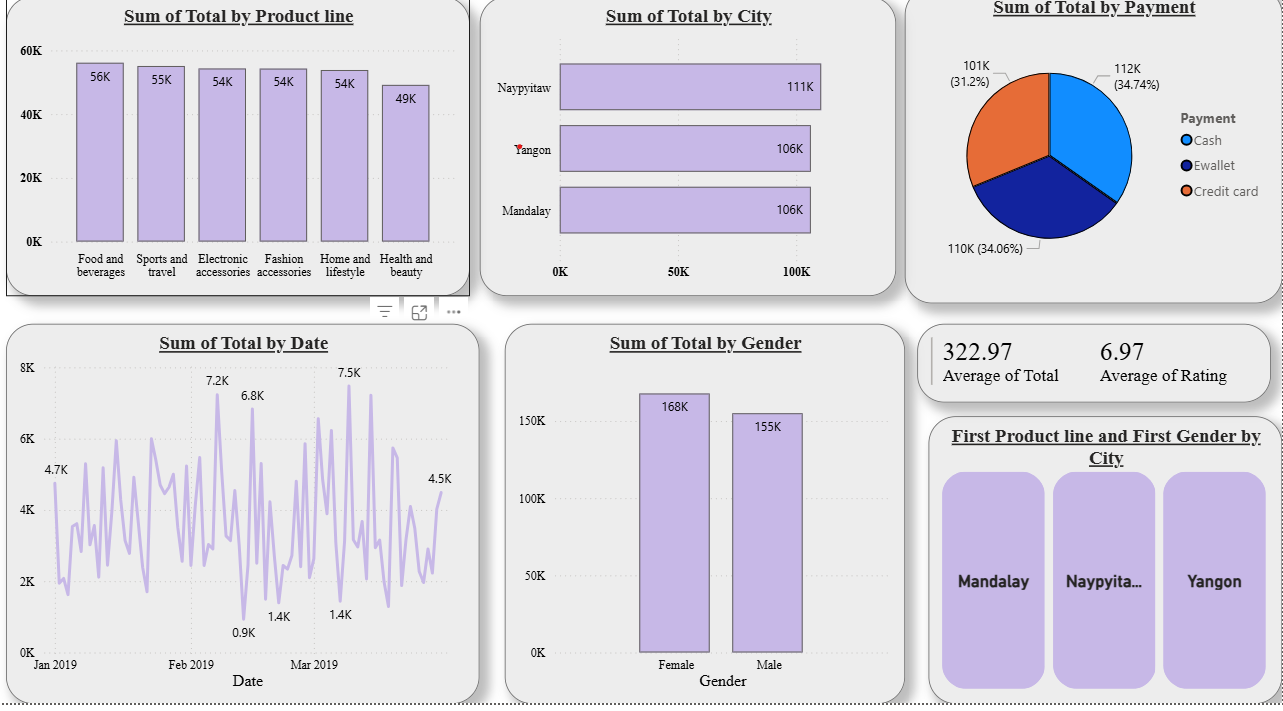 Sum of Total by Product line
60K
40K
20K
0K
56K
55K
54K
54K
54K
49K
Food and
beverages
Sports and
travel
Electronic
accessories
Fashion
accessories
Home and
lifestyle
Health and
beauty
Sum of Total by City
Naypyitaw
111K
Yangon
106K
Mandalay
106K
0K
50K
100K
Sum of Total by Payment
101K
(31.2%)
112K
(34.74%)
110K (34.06%)
Payment
Cash
Ewallet
Credit card
Sum of Total by Date
8K
6K
4K
2K
0K
4.7K
7.2K
6.8K
7.5K
4.5K
0.9K
1.4K
1.4K
Jan 2019
Feb 2019
Mar 2019
Date
Sum of Total by Gender
150K
100K
50K
0K
168K
155K
Female
Male
Gender
322.97
Average of Total
6.97
Average of Rating
First Product line and First Gender by
City
Mandalay
Naypyita...
Yangon